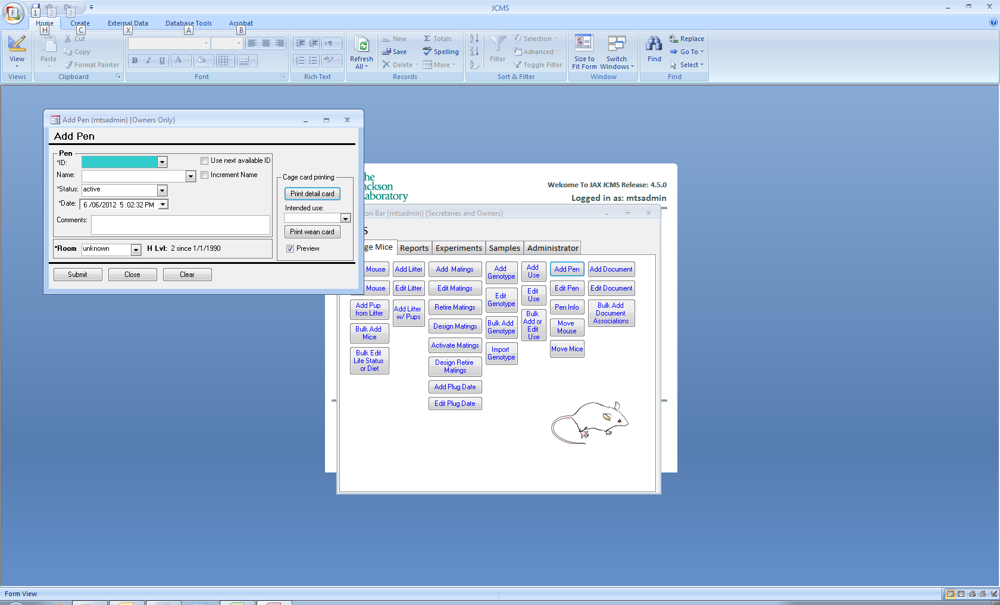 JCMS
F
1
2
3
Home
Create
External Data
Database Tools
Acrobat
H
C
X
A
B
View
Views
Paste
Cut
Copy
Format Painter
Clipboard
B I U
A
Font
Rich Text
Refresh
All
New
Save
Delete
Totals
Spelling
More
Records
Filter
Selection
Advanced
Toggle Filter
Sort & Filter
Size to
Fit Form
Switch
Windows
Window
Find
Replace
Go To
Select
Find
Add Pen (mtsadmin) {Owners Only}
Add Pen
Pen
*ID:
Use next available ID
Name:
Increment Name
*Status: active
*Date: 6 /06/2012 5 :02:32 PM
Comments:
*Room unknown H Lvl: 2 since 1/1/1990
Cage card printing
Print detail card
Intended use:
Print wean card
Preview
Submit
Close
Clear
he
ackson
aboratory
Welcome To JAX JCMS Release: 4.5.0
Logged in as: mtsadmin
on Bar (mtsadmin) {Secretaries and Owners}
S
ge Mice
Reports
Experiments
Samples
Administrator
Mouse
Mouse
Add Pup
from Litter
Bulk Add
Mice
Bulk Edit
Life Status
or Diet
Add Litter
Edit Litter
Add Litter
w/ Pups
Add Matings
Edit Matings
Retire Matings
Design Matings
Activate Matings
Design Retire
Matings
Add Plug Date
Edit Plug Date
Add
Genotype
Edit
Genotype
Bulk Add
Genotype
Import
Genotype
Add
Use
Edit
Use
Bulk
Add or
Edit
Use
Add Pen
Edit Pen
Pen Info
Move
Mouse
Move Mice
Add Document
Edit Document
Bulk Add
Document
Associations
Form View